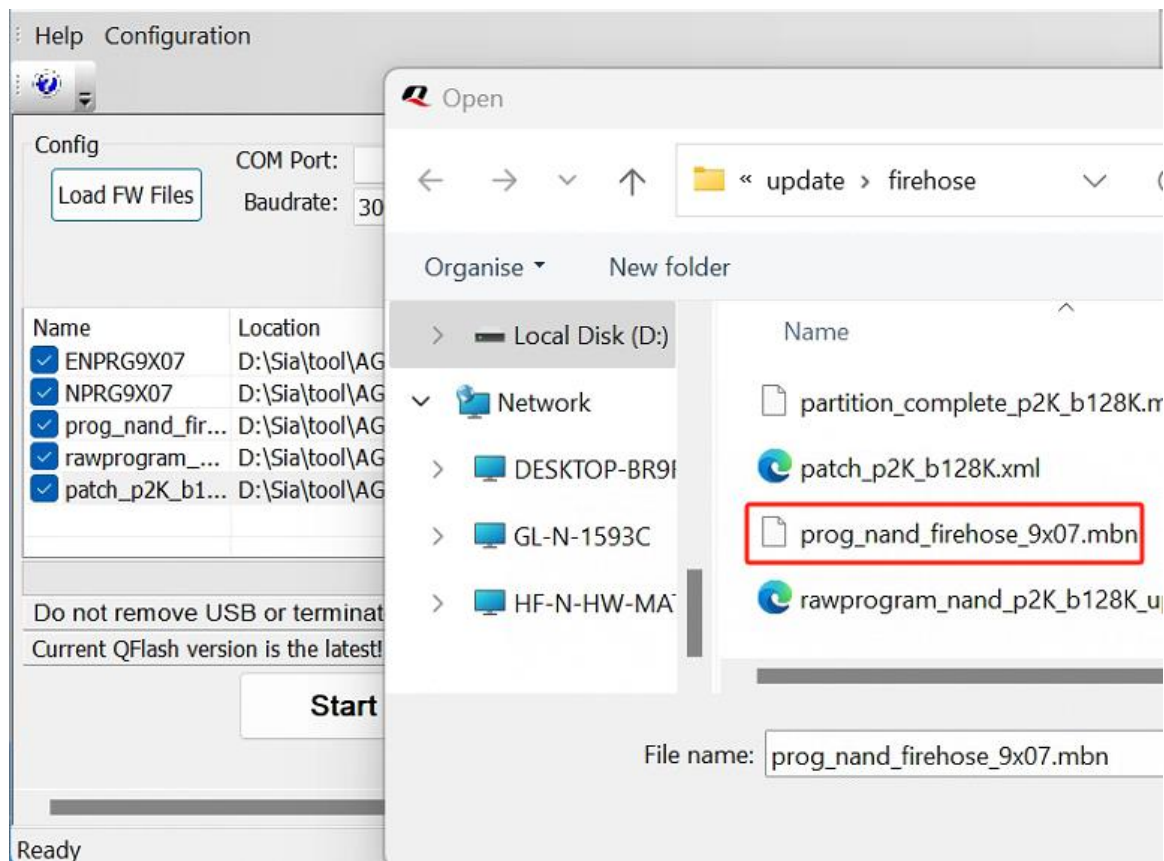 Help Configuration
Open
Config
COM Port:
Load FW Files
Baudrate: 30
« update > firehose
Organise New folder
Name Location
ENPRG9X07 D:\Sia\tool\AG
NPRG9X07 D:\Sia\tool\AG
prog_nand_fir... D:\Sia\tool\AG
rawprogram_... D:\Sia\tool\AG
patch_p2K_b1... D:\Sia\tool\AG
Do not remove USB or terminat
Current QFlash version is the latest!
Start
Ready
Local Disk (D:)
Network
DESKTOP-BR9
GL-N-1593C
HF-N-HW-MA
Name
partition_complete_p2K_b128K.m
patch_p2K_b128K.xml
prog_nand_firehose_9x07.mbn
rawprogram_nand_p2K_b128K_u
File name: prog_nand_firehose_9x07.mbn